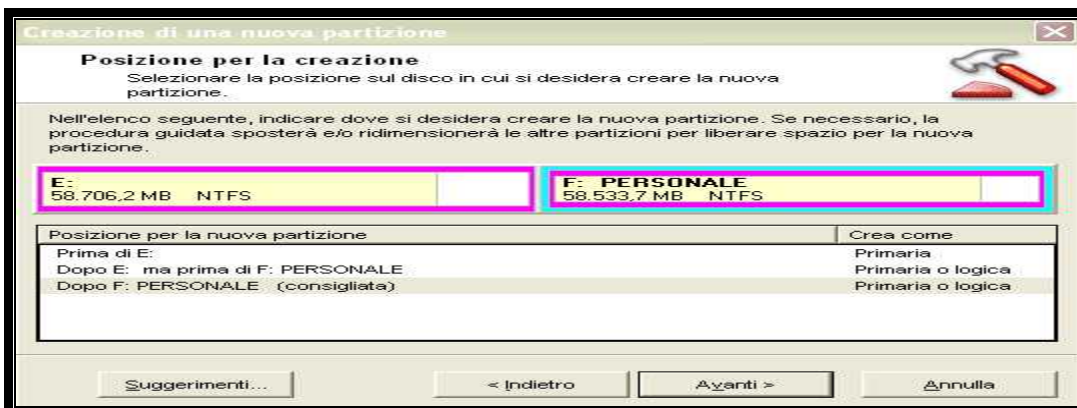 Creazione di una nuova partizione
Posizione per la creazione
Selezionare la posizione sul disco in cui si desidera creare la nuova
partizione.
Nell'elenco seguente, indicare dove si desidera creare la nuova partizione. Se necessario, la
procedura guidata sposterà e/o ridimensionerà le altre partizioni per liberare spazio per la nuova
partizione.
E:
58.706,2 MB NTFS
F: PERSONALE
58.533,7 MB NTFS
Posizione per la nuova partizione Crea come
Prima di E: Primaria
Dopo E: ma prima di F: PERSONALE Primaria o logica
Dopo F: PERSONALE (consigliata) Primaria o logica
Suggerimenti... < Indietro Avanti > Annulla